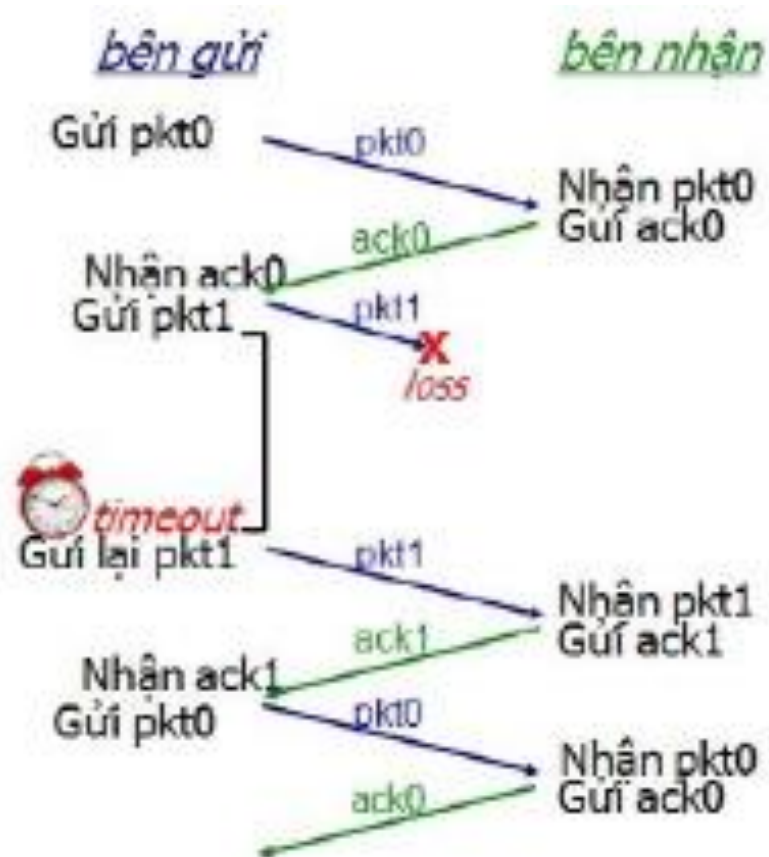 bên gửi
bên nhận
Gửi pkt0
pkt0
Nhận pkt0
Gửi ack0
ack0
Nhận ack0
Gửi pkt1
pkt1
X
loss
timeout
Gửi lại pkt1
pkt1
Nhận pkt1
Gửi ack1
ack1
Nhận ack1
Gửi pkt0
pkt0
Nhận pkt0
Gửi ack0
ack0